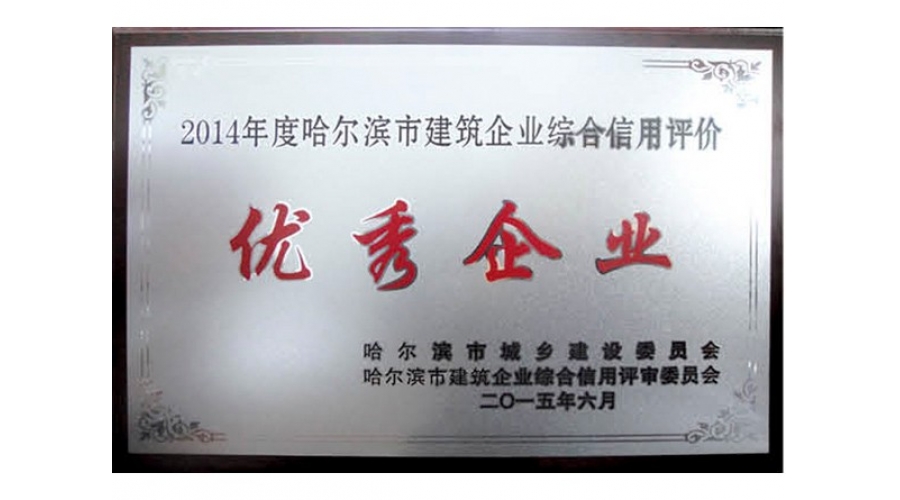 2014年度哈尔滨市建筑企业综合信用评价
优秀企业
哈尔滨市城乡建设委员会
哈尔滨市建筑企业综合信用评审委员会
二〇一五年六月